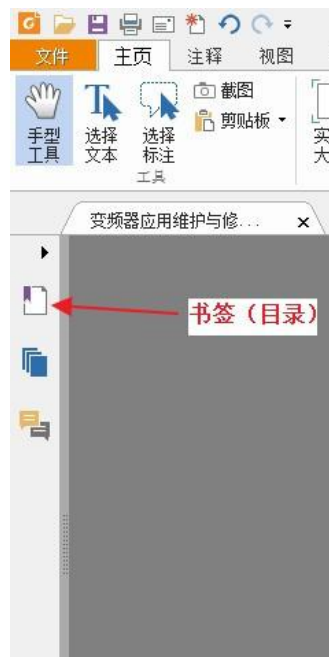 文件 主页 注释 视图
手型
工具
选择
文本
选择
标注
截图
剪贴板
实
大
工具
变频器应用维护与修...
书签（目录）